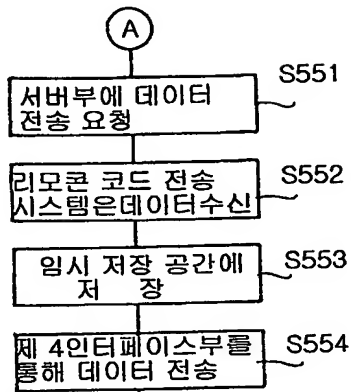 A
서버부에 데이터
전송 요청
S551
리모콘 코드 전송
시스템은데이터수신
S552
임시 저장 공간에
저 장
S553
제 4인터페이스부를
통해 데이터 전송
S554